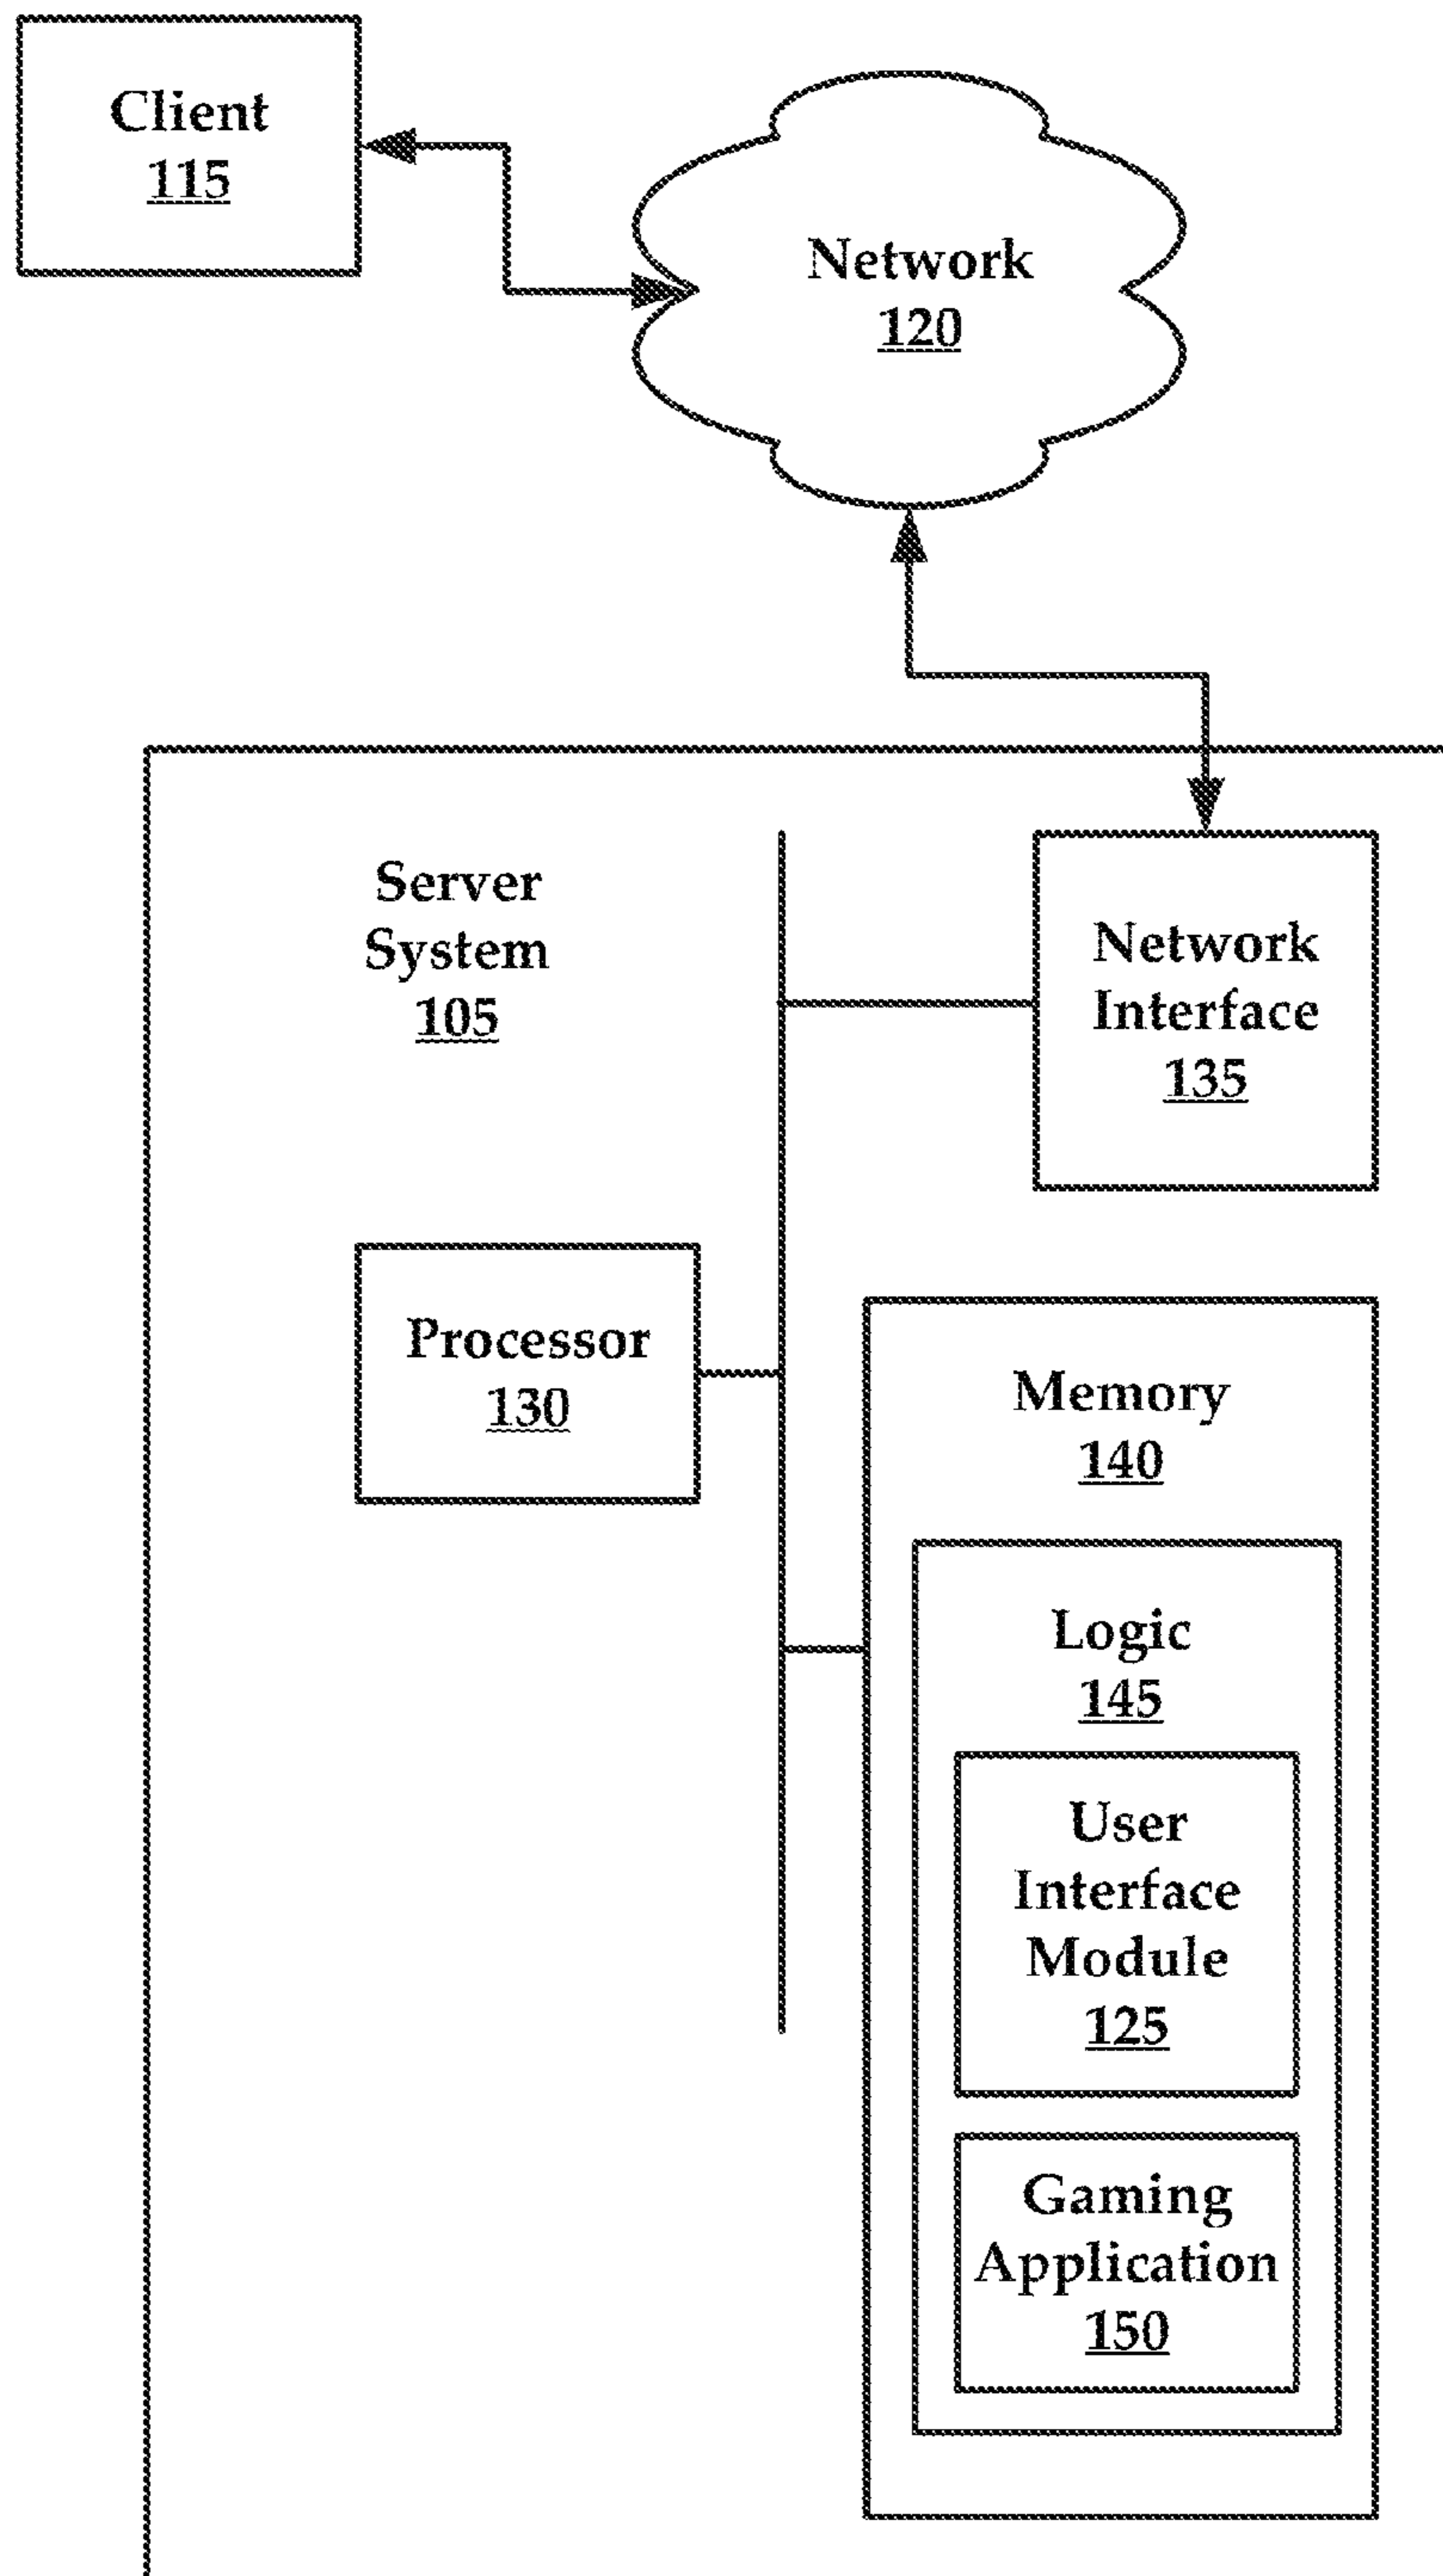 Client
115
Network
120
Server
System
105
Network
Interface
135
Processor
130
Memory
140
Logic
145
User
Interface
Module
125
Gaming
Application
150